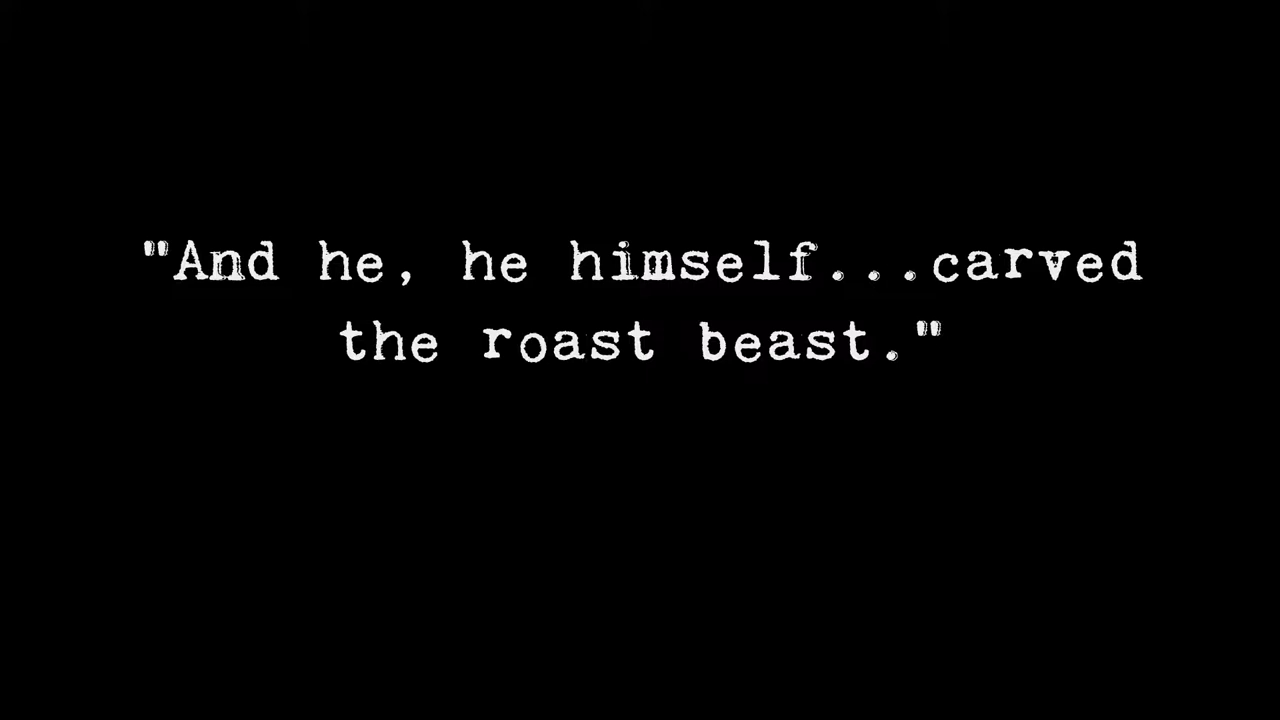 "And he, he himself...carved
the roast beast."